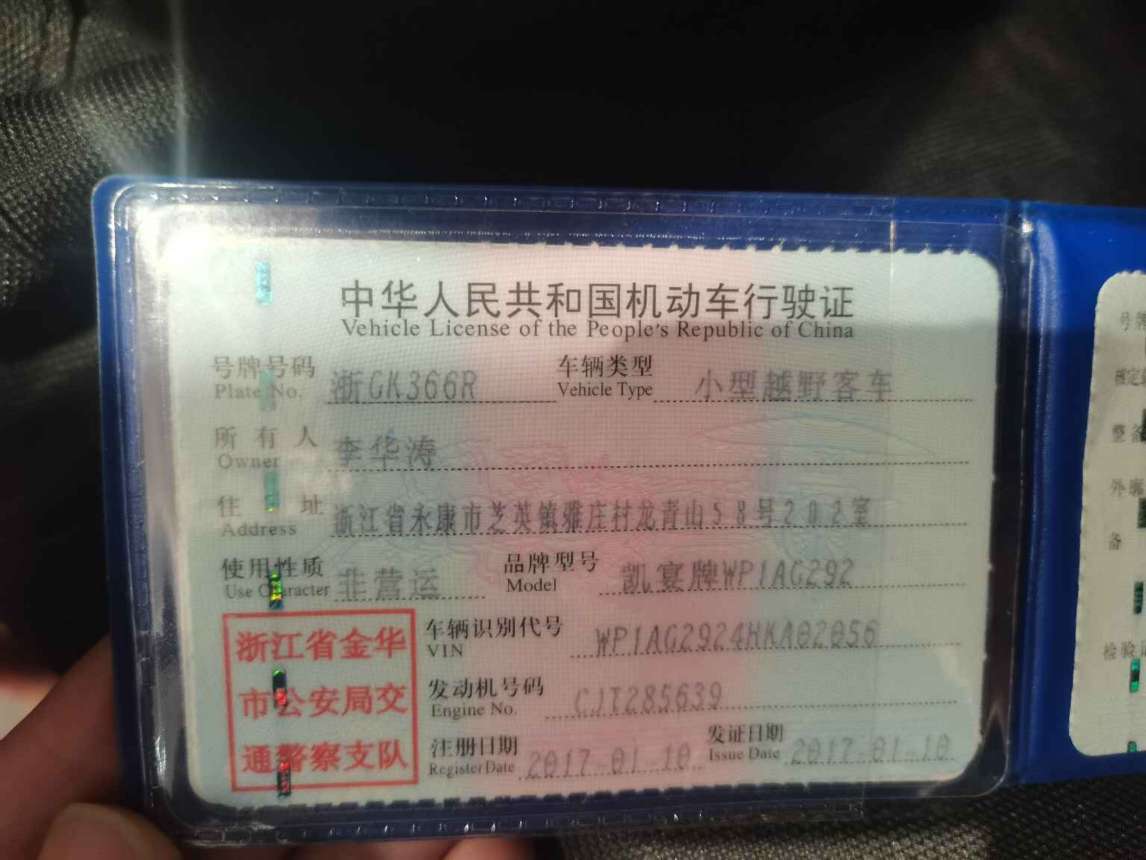 中华人民共和国机动车行驶证
Vehicle License of the People's Republic of China
号牌号码 浙GK366R 车辆类型 小型越野客车
Plate No. Vehicle Type
所有人 李华涛
Owner
住 址 浙江省永康市芝英镇雅庄村龙青山58号202室
Address
使用性质 非营运 品牌型号 凯宴牌WP1AG292
Use Character Model
浙江省金华
市公安局交
通警察支队
车辆识别代号 WP1AG2924HKA02056
VIN
发动机号码 CJT285639
Engine No.
注册日期 2017-01-10 发证日期 2017-01-10
Register Date Issue Date